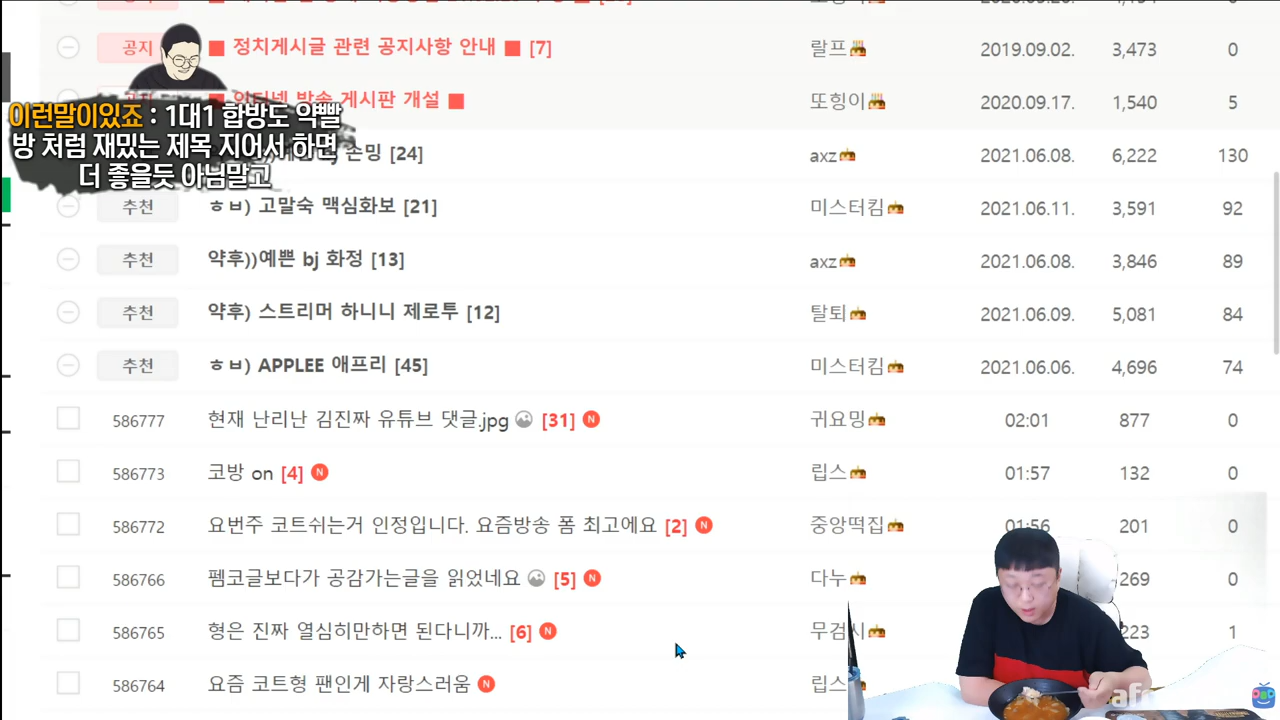 공지 ■ 정치게시글 관련 공지사항 안내 ■ [7] 랄프 2019.09.02. 3,473 0
방송 게시판 개설 ■ 또힝이 2020.09.17. 1,540 5
이런말이있죠 : 1대1 합방도 약빨
방 처럼 재밌는 제목 지어서 하면
더 좋을듯 아님말고
손밍 [24] axz 2021.06.08. 6,222 130
추천 ㅎㅂ) 고말숙 맥심화보 [21] 미스터킴 2021.06.11. 3,591 92
추천 약후))예쁜 bj 화정 [13] axz 2021.06.08. 3,846 89
추천 약후) 스트리머 하니니 제로투 [12] 탈퇴 2021.06.09. 5,081 84
추천 ㅎㅂ) APPLEE 애프리 [45] 미스터킴 2021.06.06. 4,696 74
586777 현재 난리난 김진짜 유튜브 댓글.jpg [31] N 귀요밍 02:01 877 0
586773 코방 on [4] N 립스 01:57 132 0
586772 요번주 코트쉬는거 인정입니다. 요즘방송 폼 최고에요 [2] N 중앙떡집 01:56 201 0
586766 펨코글보다가 공감가는글을 읽었네요 [5] N 다누 269 0
586765 형은 진짜 열심히만하면 된다니까... [6] N 무검시 223 1
586764 요즘 코트형 팬인게 자랑스러움 N 립스